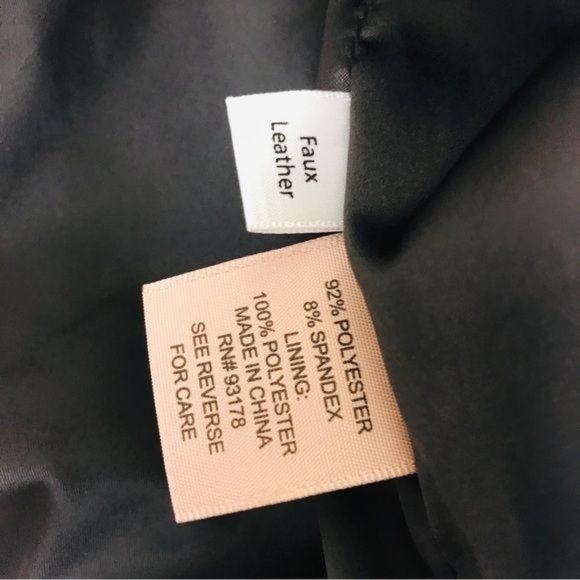 Faux
Leather
92% POLYESTER
8% SPANDEX
LINING:
100% POLYESTER
MADE IN CHINA
RN# 93178
SEE REVERSE
FOR CARE